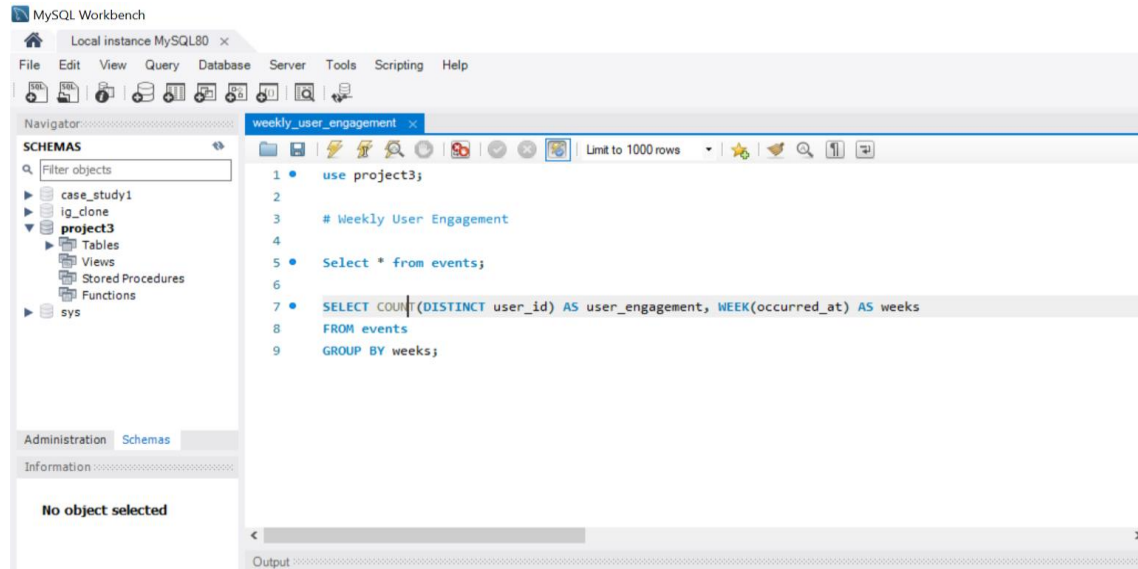 MySQL Workbench
Local instance MySQL80 ×
File Edit View Query Database Server Tools Scripting Help
Navigator
weekly_user_engagement ×
SCHEMAS
Limit to 1000 rows
Filter objects
case_study1
ig_clone
project3
Tables
Views
Stored Procedures
Functions
sys
1 use project3;
2
3 # Weekly User Engagement
4
5 Select * from events;
6
7 SELECT COUNT(DISTINCT user_id) AS user_engagement, WEEK(occurred_at) AS weeks
8 FROM events
9 GROUP BY weeks;
Administration Schemas
Information
No object selected
Output